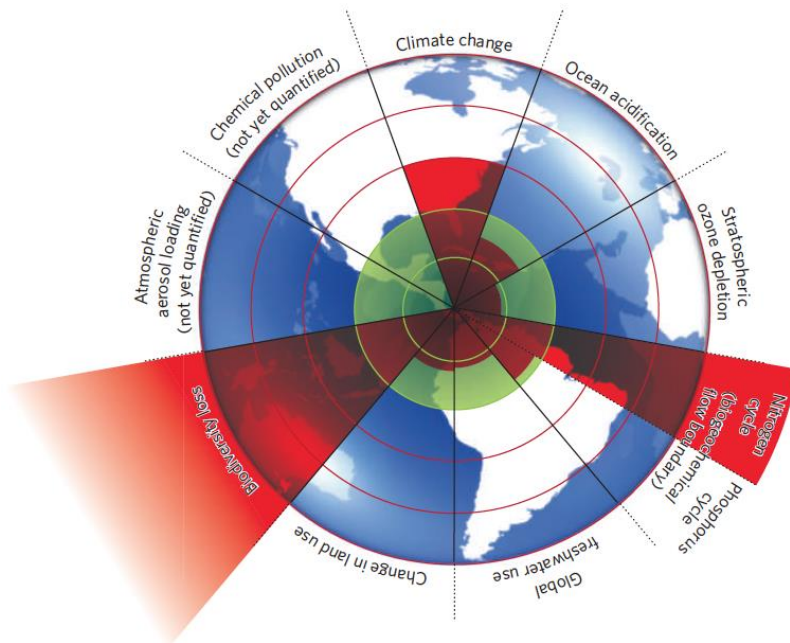 Climate change
Ocean acidification
Stratospheric
ozone depletion
Nitrogen
cycle
(biogeochemical
flow boundary)
Phosphorus
cycle
Global
freshwater use
Change in land use
Biodiversity loss
Atmospheric
aerosol loading
(not yet quantified)
Chemical pollution
(not yet quantified)